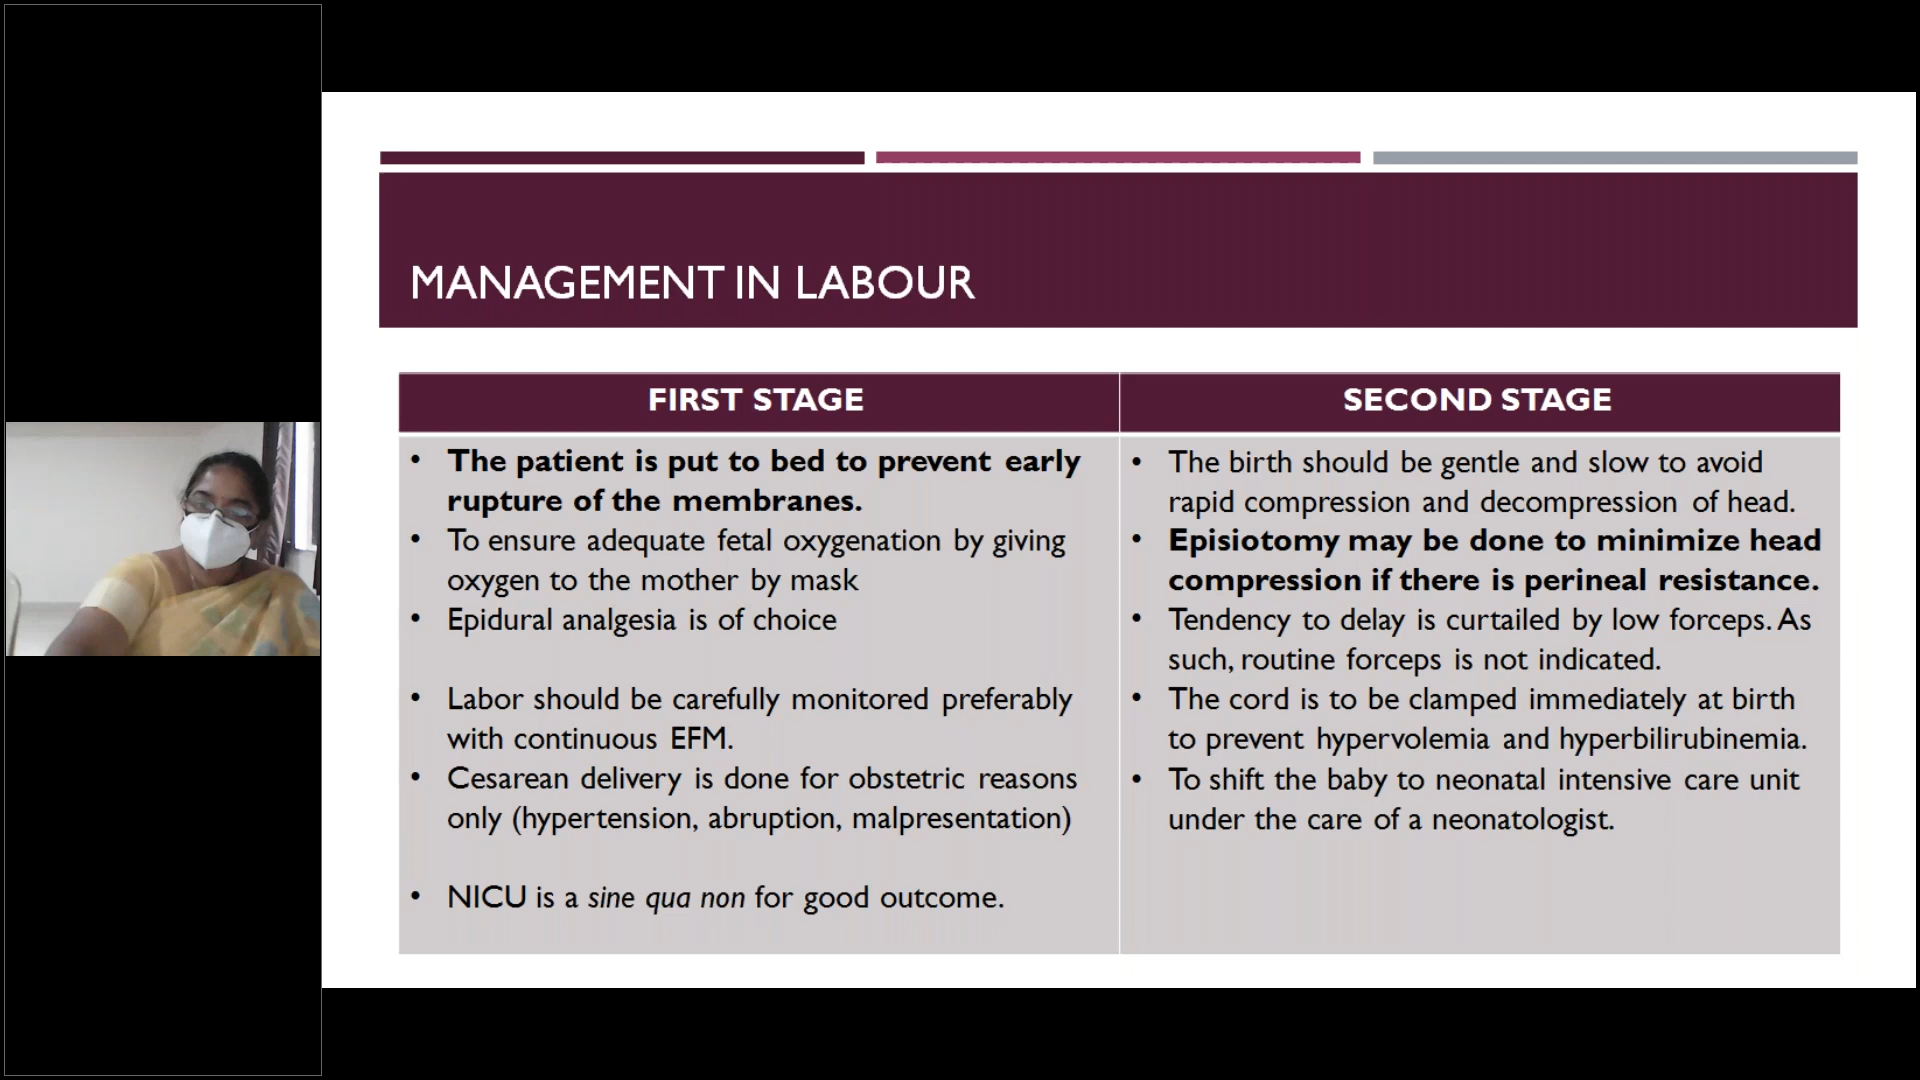 MANAGEMENT IN LABOUR
FIRST STAGE
• The patient is put to bed to prevent early
rupture of the membranes.
• To ensure adequate fetal oxygenation by giving
oxygen to the mother by mask
• Epidural analgesia is of choice
• Labor should be carefully monitored preferably
with continuous EFM.
• Cesarean delivery is done for obstetric reasons
only (hypertension, abruption, malpresentation)
• NICU is a sine qua non for good outcome.
SECOND STAGE
• The birth should be gentle and slow to avoid
rapid compression and decompression of head.
• Episiotomy may be done to minimize head
compression if there is perineal resistance.
• Tendency to delay is curtailed by low forceps. As
such, routine forceps is not indicated.
• The cord is to be clamped immediately at birth
to prevent hypervolemia and hyperbilirubinemia.
• To shift the baby to neonatal intensive care unit
under the care of a neonatologist.